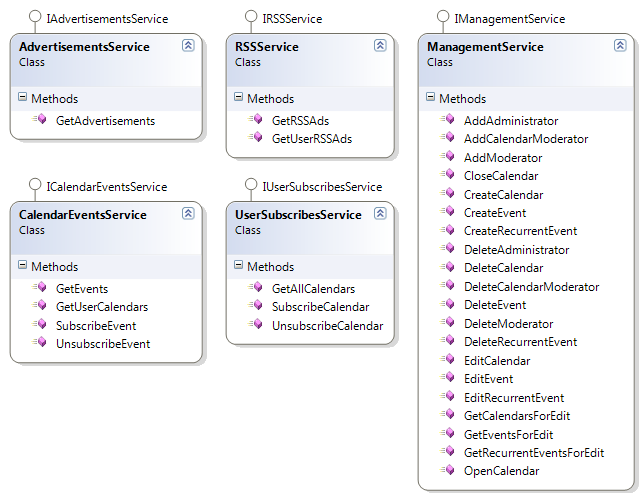 IAdvertisementsService
AdvertisementsService
Class
Methods
GetAdvertisements
IRSSService
RSSService
Class
Methods
GetRSSAds
GetUserRSSAds
IManagementService
ManagementService
Class
Methods
AddAdministrator
AddCalendarModerator
AddModerator
CloseCalendar
CreateCalendar
CreateEvent
CreateRecurrentEvent
DeleteAdministrator
DeleteCalendar
DeleteCalendarModerator
DeleteEvent
DeleteModerator
DeleteRecurrentEvent
EditCalendar
EditEvent
EditRecurrentEvent
GetCalendarsForEdit
GetEventsForEdit
GetRecurrentEventsForEdit
OpenCalendar
ICalendarEventsService
CalendarEventsService
Class
Methods
GetEvents
GetUserCalendars
SubscribeEvent
UnsubscribeEvent
IUserSubscribesService
UserSubscribesService
Class
Methods
GetAllCalendars
SubscribeCalendar
UnsubscribeCalendar